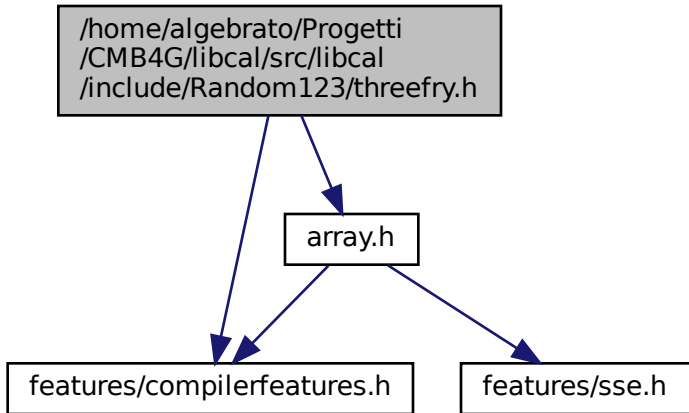 /home/algebrato/Progetti
/CMB4G/libcal/src/libcal
/include/Random123/threefry.h
array.h
features/compilerfeatures.h
features/sse.h